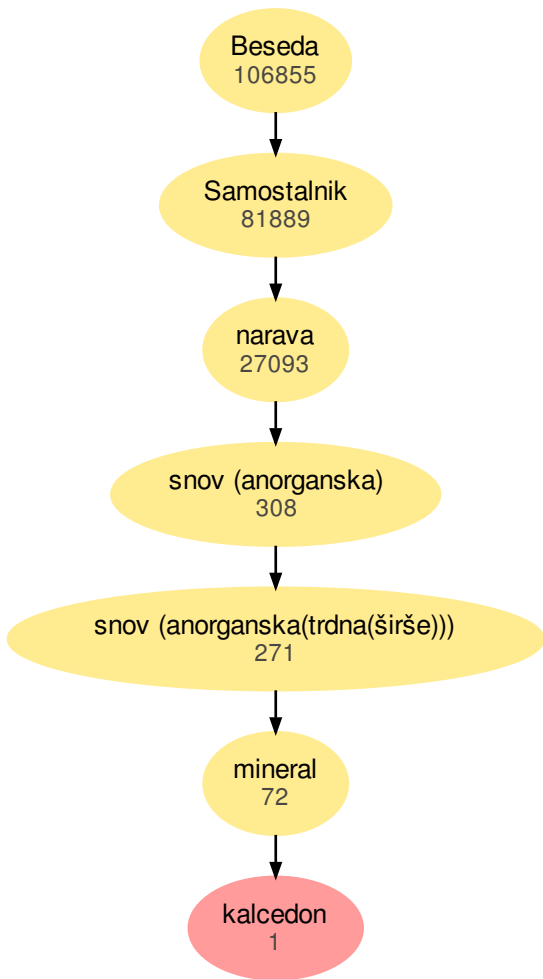 Beseda
106855
Samostalnik
81889
narava
27093
snov (anorganska)
308
snov (anorganska(trdna(širše)))
271
mineral
72
kalcedon
1